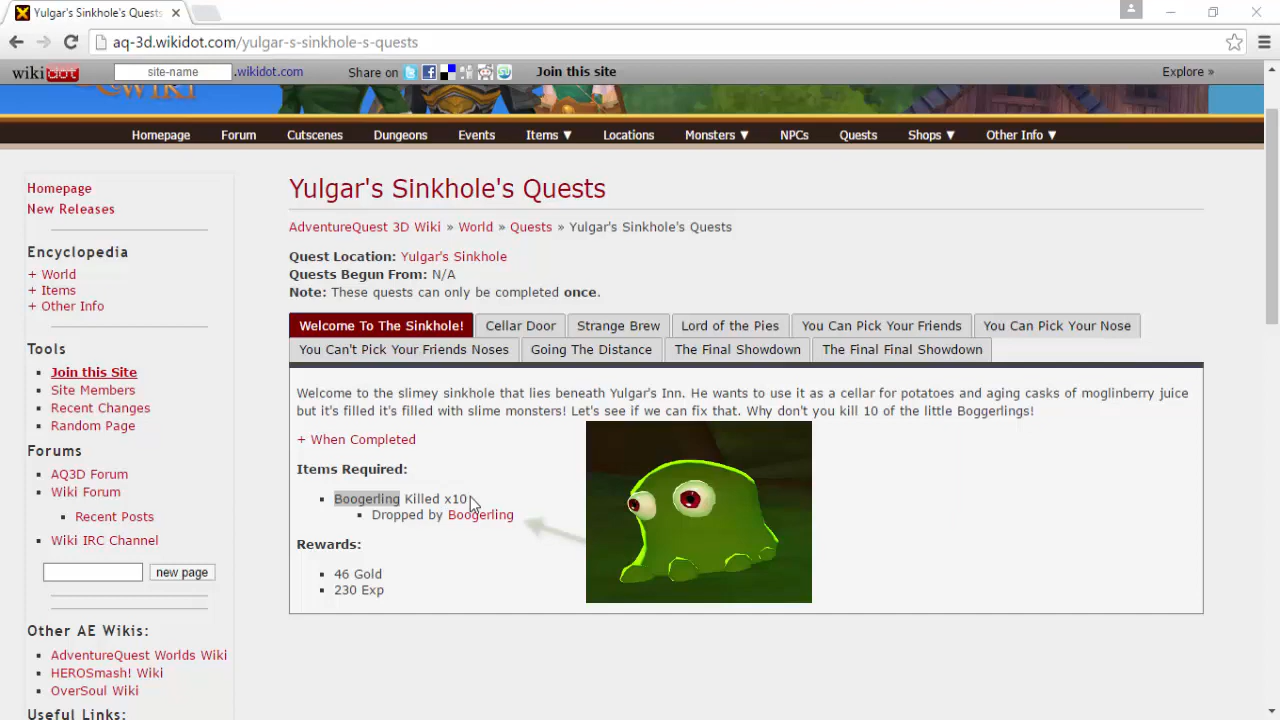 Yulgar's Sinkhole's Quests
aq-3d.wikidot.com/yulgar-s-sinkhole-s-quests
wikidot site-name .wikidot.com Share on Join this site Explore »
WIKI
Homepage Forum Cutscenes Dungeons Events Items ▼ Locations Monsters ▼ NPCs Quests Shops ▼ Other Info ▼
Homepage
New Releases
Encyclopedia
+ World
+ Items
+ Other Info
Tools
Join this site
Site Members
Recent Changes
Random Page
Forums
AQ3D Forum
Wiki Forum
Recent Posts
Wiki IRC Channel
new page
Other AE Wikis:
AdventureQuest Worlds Wiki
HEROSmash! Wiki
OverSoul Wiki
Useful Links:
Yulgar's Sinkhole's Quests
AdventureQuest 3D Wiki » World » Quests » Yulgar's Sinkhole's Quests
Quest Location: Yulgar's Sinkhole
Quests Begun From: N/A
Note: These quests can only be completed once.
Welcome To The Sinkhole! Cellar Door Strange Brew Lord of the Pies You Can Pick Your Friends You Can Pick Your Nose
You Can't Pick Your Friends Noses Going The Distance The Final Showdown The Final Final Showdown
Welcome to the slimey sinkhole that lies beneath Yulgar's Inn. He wants to use it as a cellar for potatoes and aging casks of moglinberry juice
but it's filled it's filled with slime monsters! Let's see if we can fix that. Why don't you kill 10 of the little Boggerlings!
+ When Completed
Items Required:
Boogerling Killed x10
Dropped by Boogerling
Rewards:
46 Gold
230 Exp